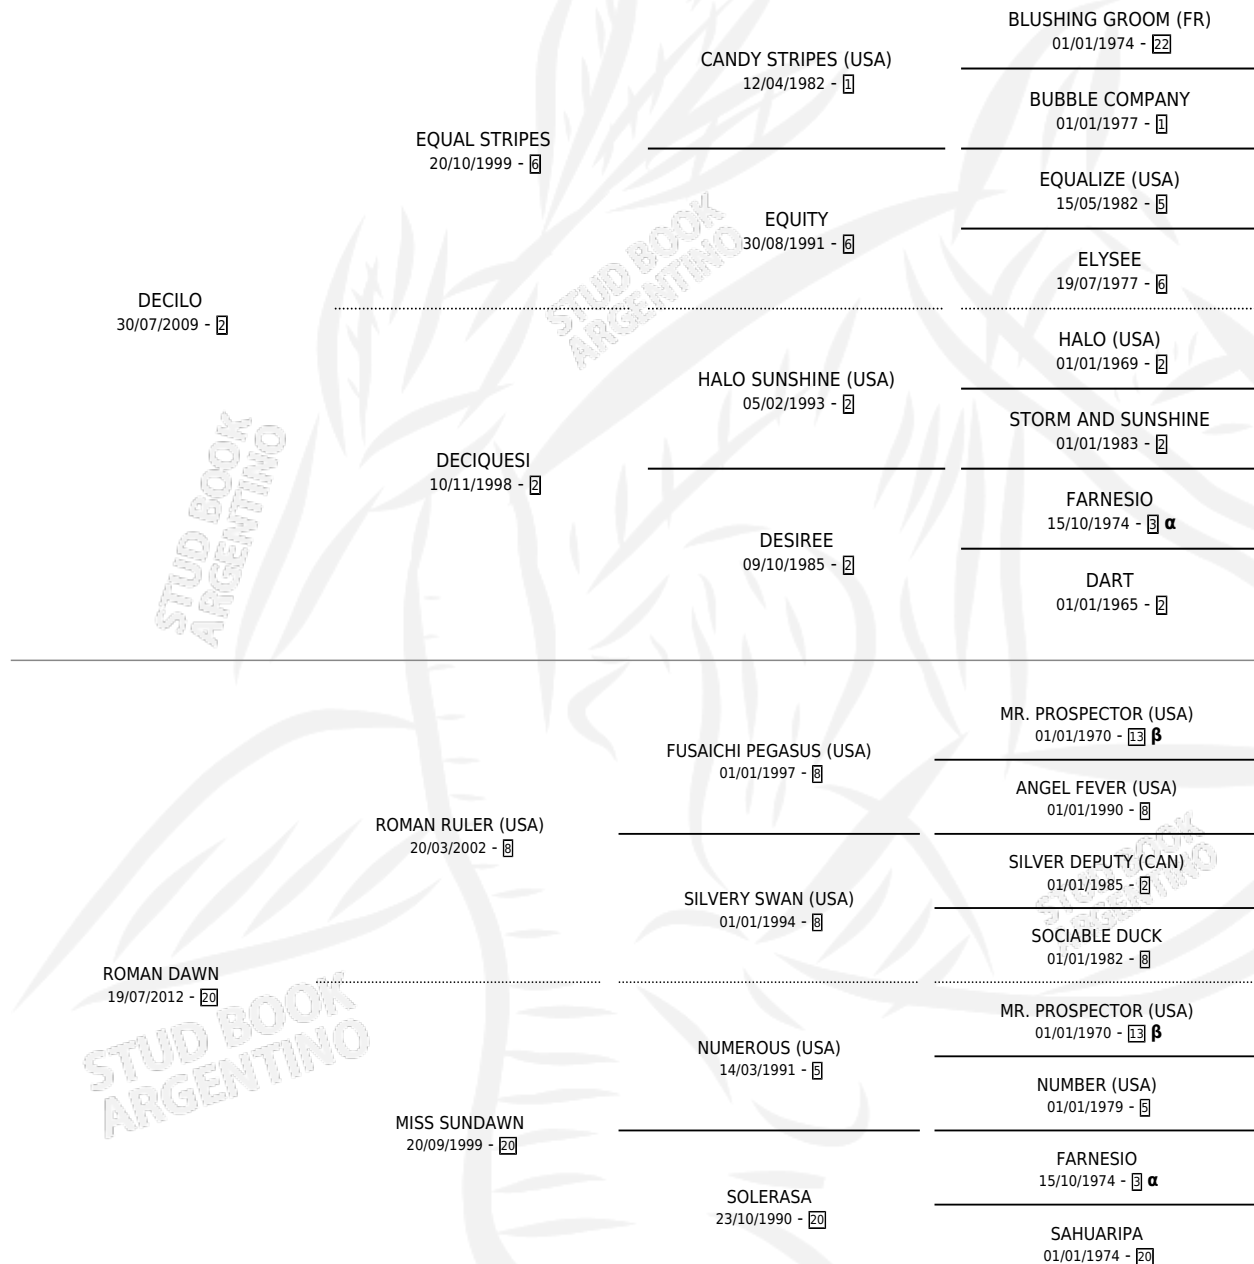 BLUSHING GROOM (FR)
01/01/1974 - 22
CANDY STRIPES (USA)
12/04/1982 - 1
BUBBLE COMPANY
01/01/1977 - 1
EQUAL STRIPES
20/10/1999 - 6
EQUALIZE (USA)
15/05/1982 - 5
EQUITY
30/08/1991 - 6
ELYSEE
19/07/1977 - 6
DECILO
30/07/2009 - 2
HALO (USA)
01/01/1969 - 2
HALO SUNSHINE (USA)
05/02/1993 - 2
STORM AND SUNSHINE
01/01/1983 - 2
DECIQUESI
10/11/1998 - 2
FARNESIO
15/10/1974 - 3 α
DESIREE
09/10/1985 - 2
DART
01/01/1965 - 2
STUD BOOK
ARGENTINO
STUD BOOK
ARGENTINO
MR. PROSPECTOR (USA)
01/01/1970 - 13 β
FUSAICHI PEGASUS (USA)
01/01/1997 - 8
ANGEL FEVER (USA)
01/01/1990 - 8
ROMAN RULER (USA)
20/03/2002 - 8
SILVER DEPUTY (CAN)
01/01/1985 - 2
SILVERY SWAN (USA)
01/01/1994 - 8
SOCIABLE DUCK
01/01/1982 - 8
ROMAN DAWN
19/07/2012 - 20
MR. PROSPECTOR (USA)
01/01/1970 - 13 β
NUMEROUS (USA)
14/03/1991 - 5
NUMBER (USA)
01/01/1979 - 5
MISS SUNDAWN
20/09/1999 - 20
FARNESIO
15/10/1974 - 3 α
SOLERASA
23/10/1990 - 20
SAHUARIPA
01/01/1974 - 20
STUD BOOK
ARGENTINO
STUD BOOK
ARGENTINO